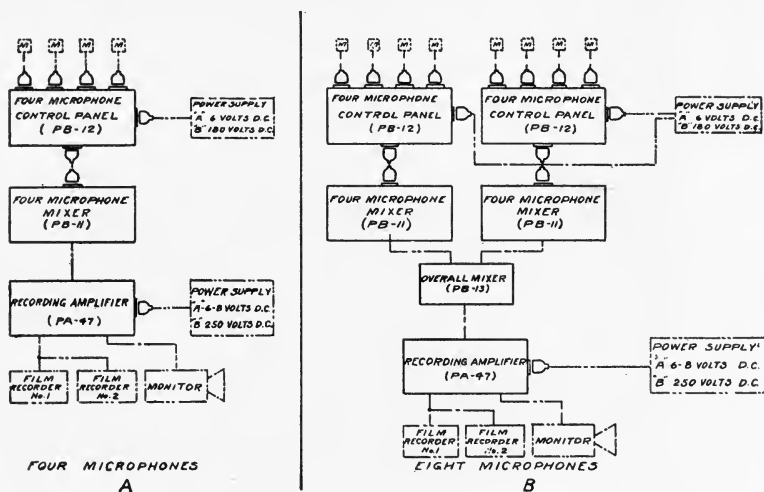 M M M M
FOUR MICROPHONE
CONTROL PANEL
(PB-12)
POWER SUPPLY
"A" 6 VOLTS D.C.
"B" 180 VOLTS D.C.
FOUR MICROPHONE
MIXER
(PB-11)
RECORDING AMPLIFIER
(PA-47)
POWER SUPPLY
"A"-6-8 VOLTS D.C.
"B" 250 VOLTS D.C.
FILM
RECORDER
No.1
FILM
RECORDER
No.2
MONITOR
FOUR MICROPHONES
A
M M M M
M M M M
FOUR MICROPHONE
CONTROL PANEL
(PB-12)
FOUR MICROPHONE
CONTROL PANEL
(PB-12)
POWER SUPPLY
"A" 6 VOLTS D.C.
"B" 180 VOLTS D.C.
FOUR MICROPHONE
MIXER
(PB-11)
FOUR MICROPHONE
MIXER
(PB-11)
OVERALL MIXER
(PB-13)
RECORDING AMPLIFIER
(PA-47)
POWER SUPPLY
"A" 6-8 VOLTS D.C.
"B" 250 VOLTS D.C.
FILM
RECORDER
No.1
FILM
RECORDER
No.2
MONITOR
EIGHT MICROPHONES
B